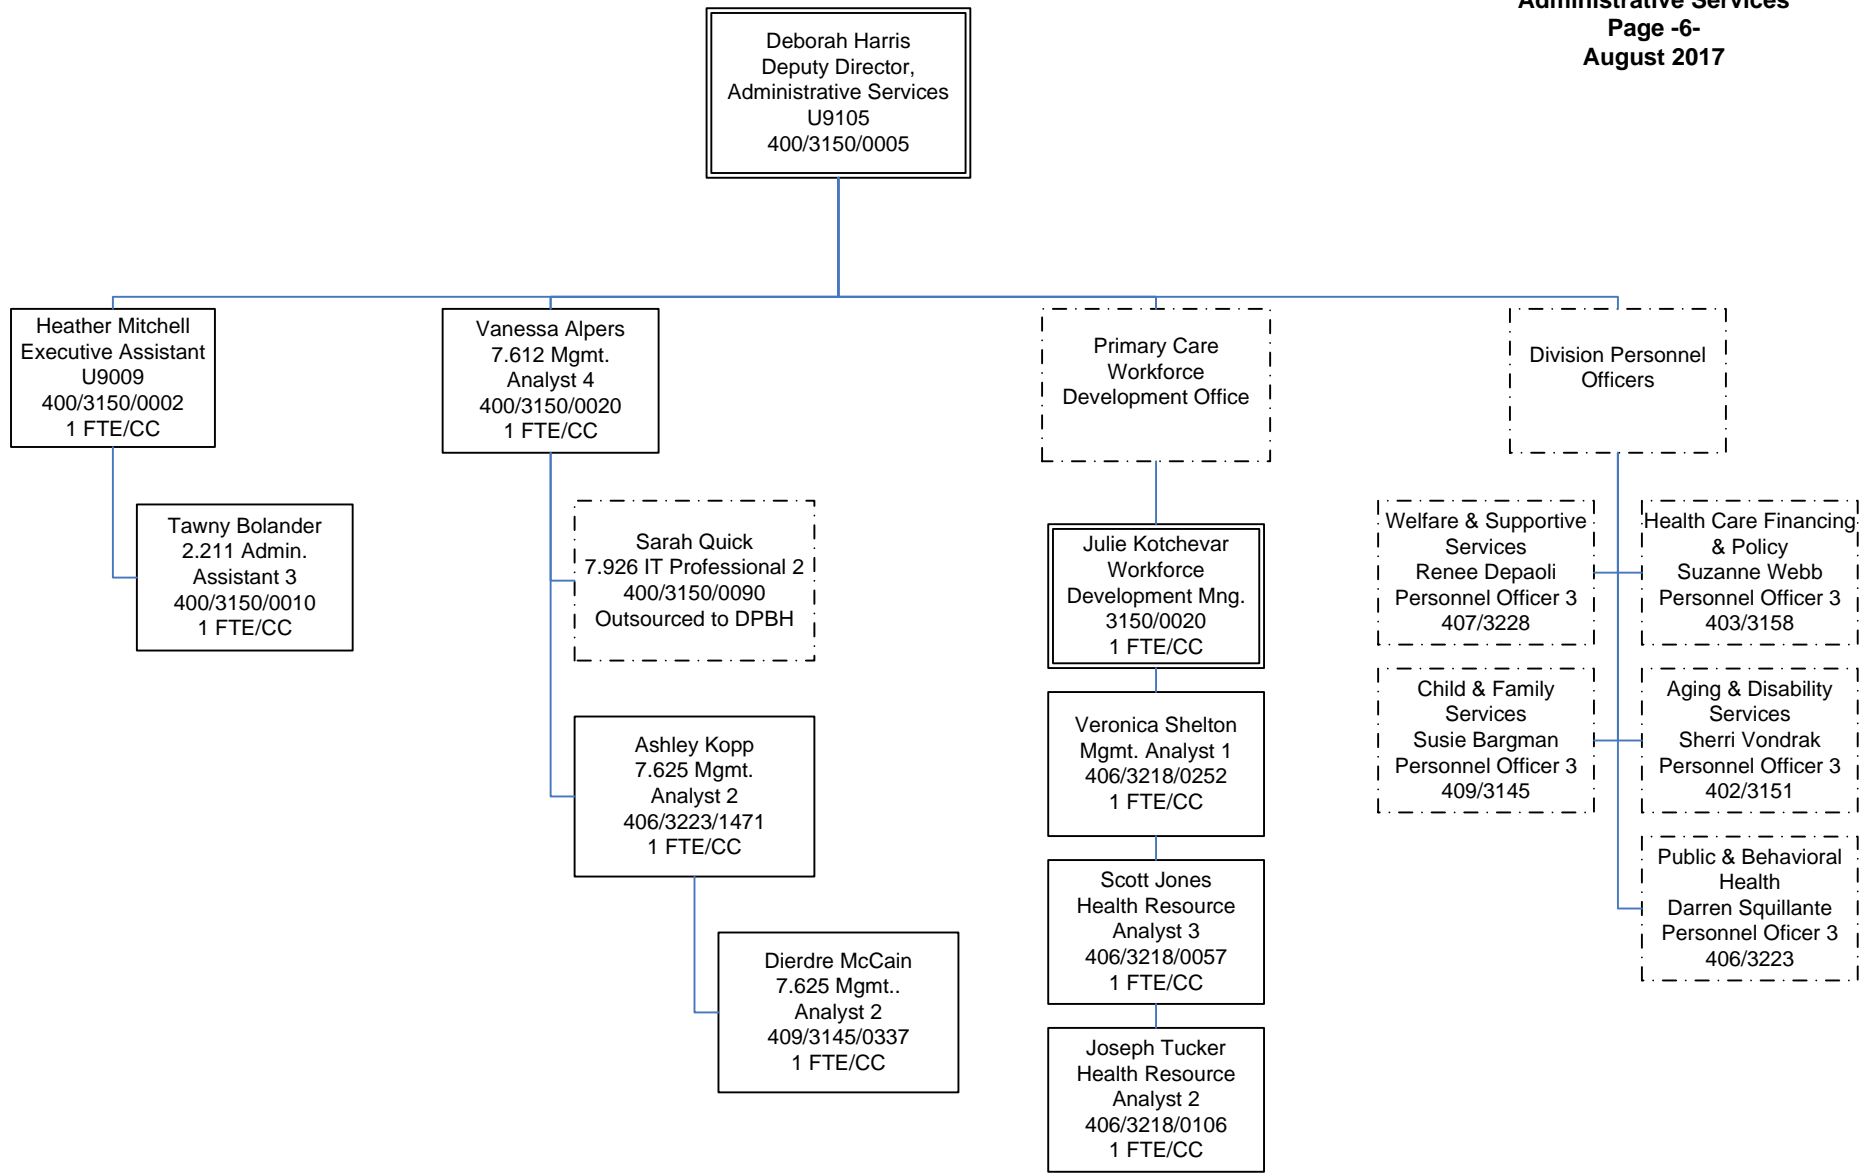 Administrative Services
Page -6-
August 2017
Deborah Harris
Deputy Director,
Administrative Services
U9105
400/3150/0005
Heather Mitchell
Executive Assistant
U9009
400/3150/0002
1 FTE/CC
Tawny Bolander
2.211 Admin.
Assistant 3
400/3150/0010
1 FTE/CC
Vanessa Alpers
7.612 Mgmt.
Analyst 4
400/3150/0020
1 FTE/CC
Sarah Quick
7.926 IT Professional 2
400/3150/0090
Outsourced to DPBH
Ashley Kopp
7.625 Mgmt.
Analyst 2
406/3223/1471
1 FTE/CC
Dierdre McCain
7.625 Mgmt..
Analyst 2
409/3145/0337
1 FTE/CC
Primary Care
Workforce
Development Office
Julie Kotchevar
Workforce
Development Mng.
3150/0020
1 FTE/CC
Veronica Shelton
Mgmt. Analyst 1
406/3218/0252
1 FTE/CC
Scott Jones
Health Resource
Analyst 3
406/3218/0057
1 FTE/CC
Joseph Tucker
Health Resource
Analyst 2
406/3218/0106
1 FTE/CC
Division Personnel
Officers
Welfare & Supportive
Services
Renee Depaoli
Personnel Officer 3
407/3228
Health Care Financing
& Policy
Suzanne Webb
Personnel Officer 3
403/3158
Child & Family
Services
Susie Bargman
Personnel Officer 3
409/3145
Aging & Disability
Services
Sherri Vondrak
Personnel Officer 3
402/3151
Public & Behavioral
Health
Darren Squillante
Personnel Oficer 3
406/3223